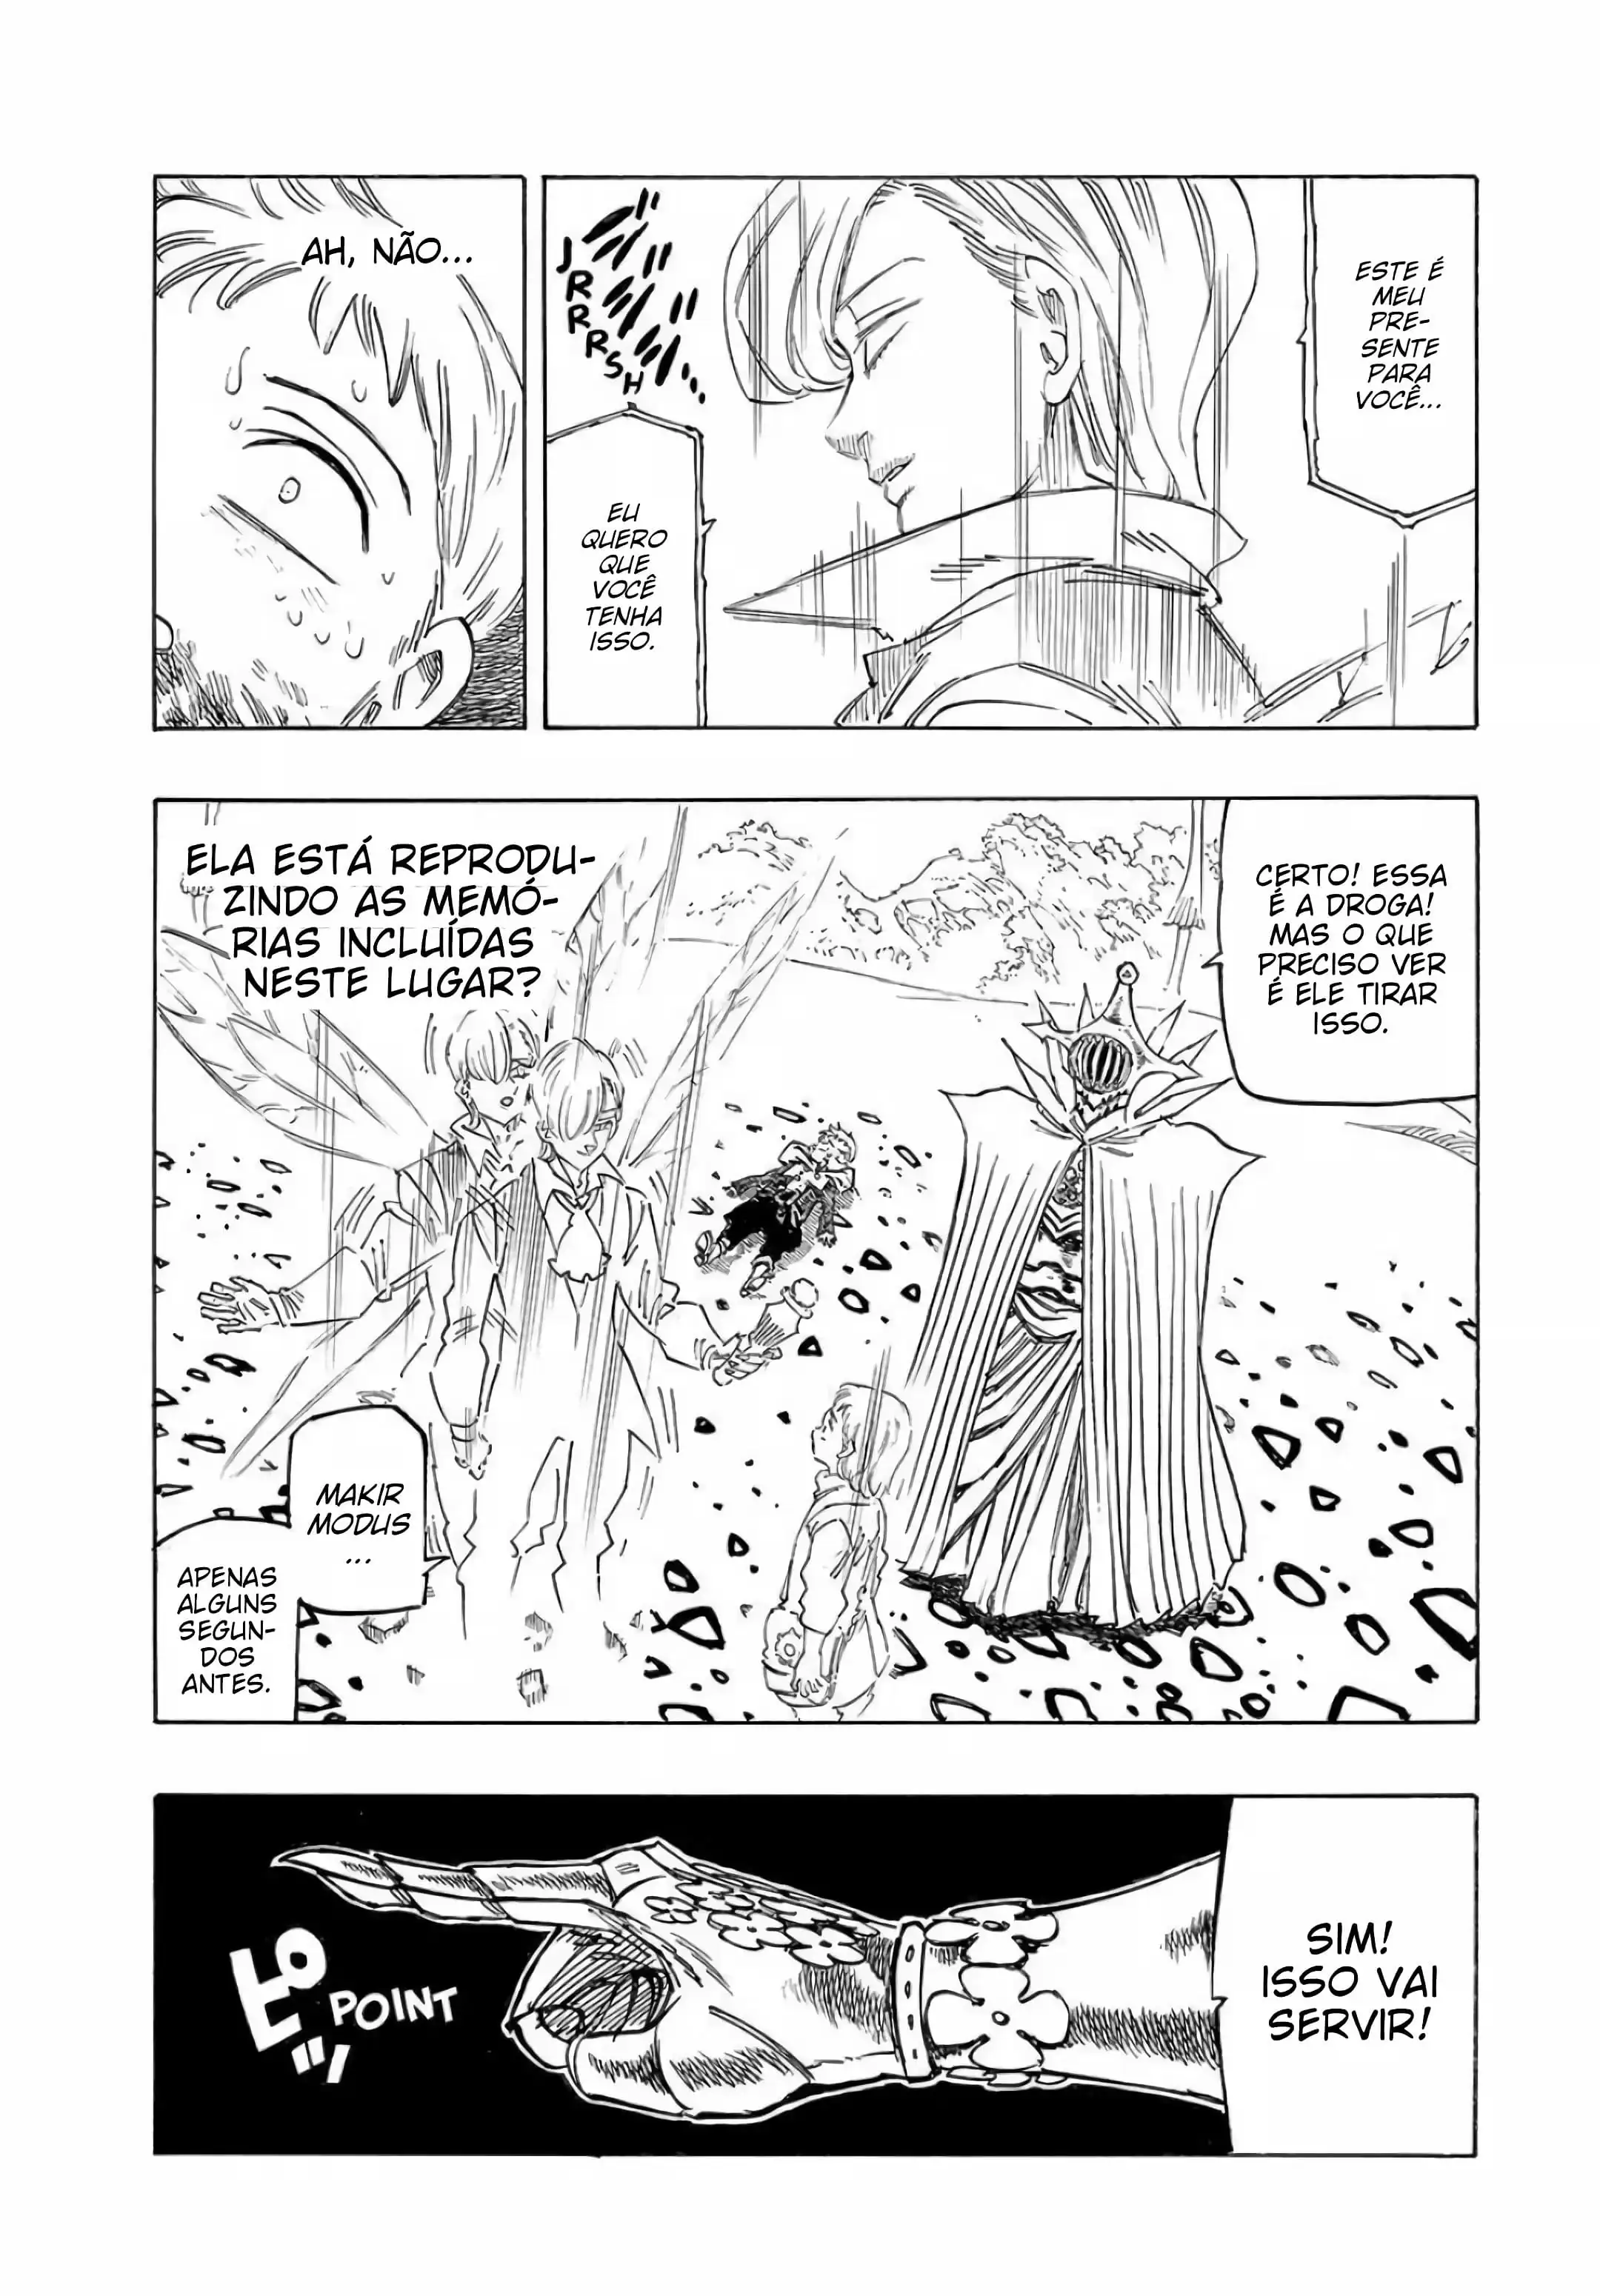 ESTE É
MEU
PRE-
SENTE
PARA
VOCÊ...
JRRRSH
EU
QUERO
QUE
VOCÊ
TENHA
ISSO.
AH, NÃO...
CERTO! ESSA
É A DROGA!
MAS O QUE
PRECISO VER
É ELE TIRAR
ISSO.
ELA ESTÁ REPRODU-
ZINDO AS MEMÓ-
RIAS INCLUÍDAS
NESTE LUGAR?
MAKIR
MODUS
...
APENAS
ALGUNS
SEGUN-
DOS
ANTES.
SIM!
ISSO VAI
SERVIR!
ピッ
POINT